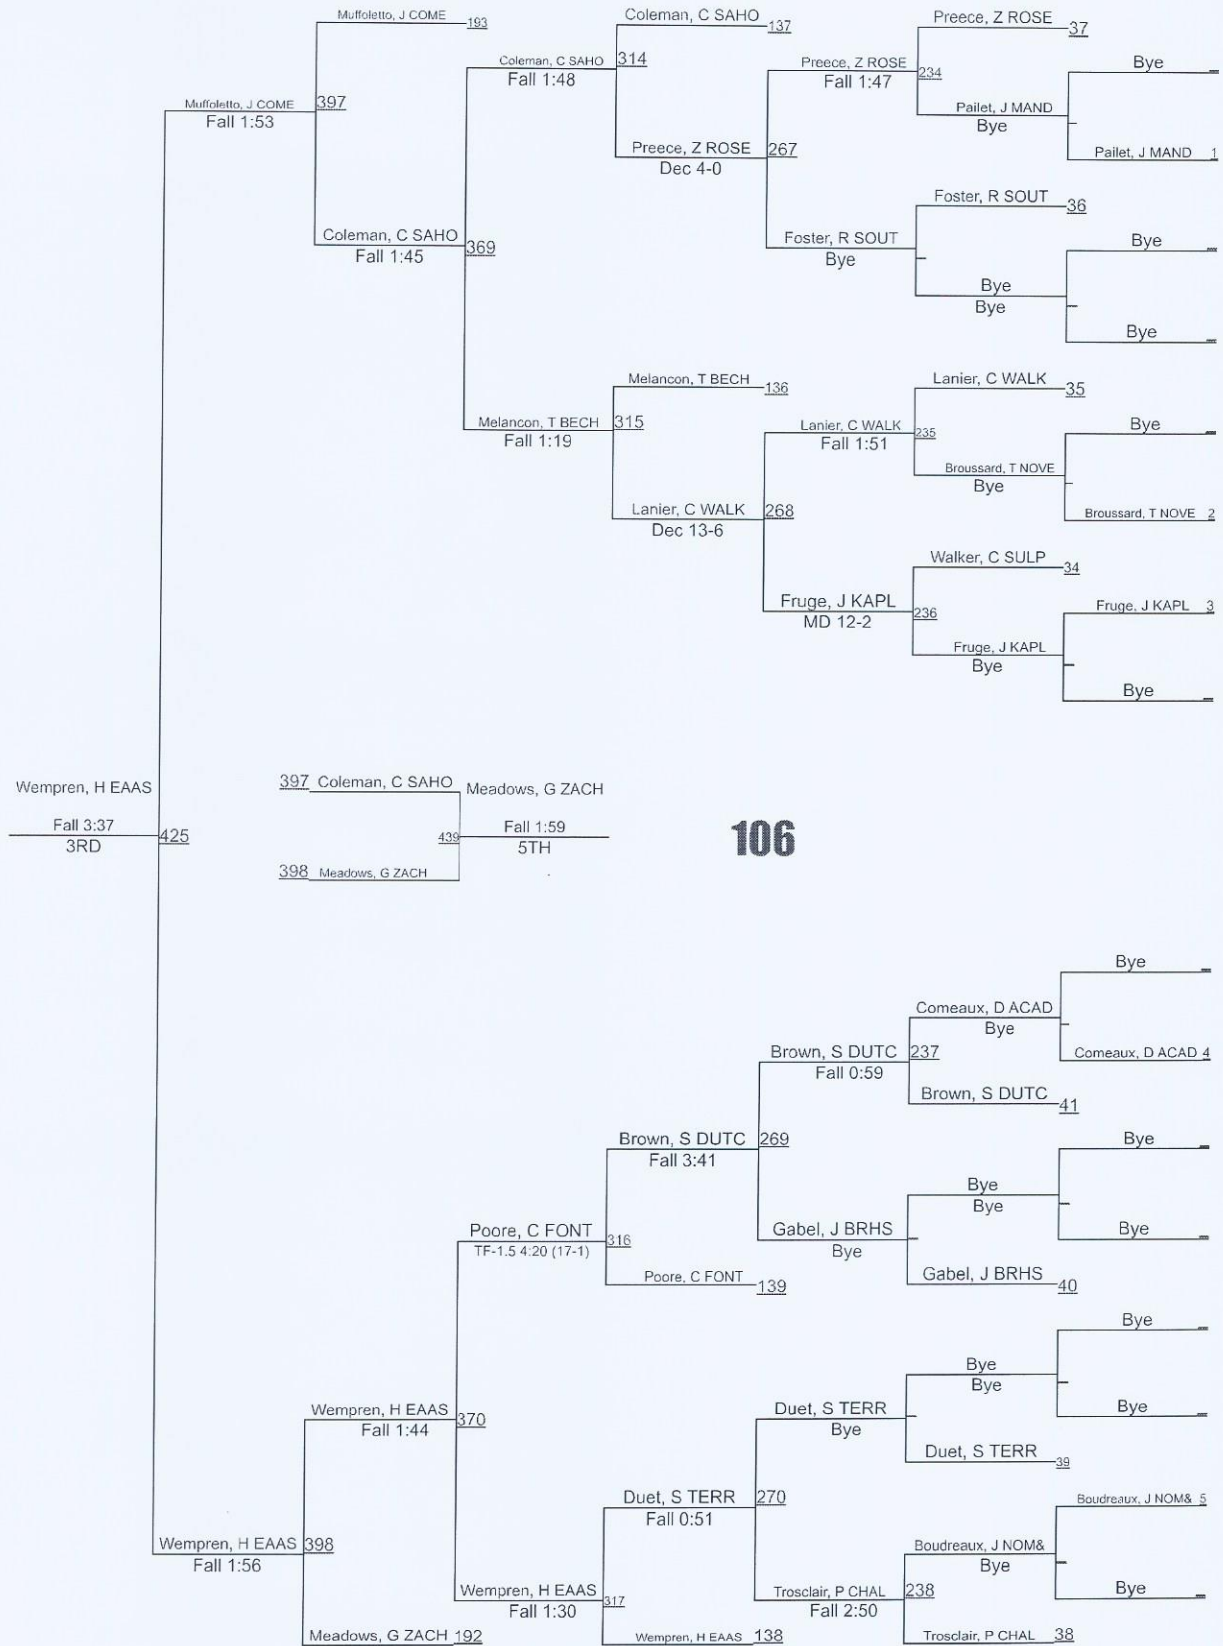 Muffoletto, J COME 193
Coleman, C SAHO 137
Preece, Z ROSE 37
Coleman, C SAHO 314
Fall 1:48
Preece, Z ROSE 234
Fall 1:47
Bye
Muffoletto, J COME 397
Fall 1:53
Pailet, J MAND
Bye
Preece, Z ROSE 267
Dec 4-0
Pailet, J MAND 1
Foster, R SOUT 36
Coleman, C SAHO 369
Fall 1:45
Foster, R SOUT
Bye
Bye
Bye
Bye
Bye
Melancon, T BECH 136
Lanier, C WALK 35
Melancon, T BECH 315
Fall 1:19
Lanier, C WALK 235
Fall 1:51
Bye
Broussard, T NOVE
Bye
Lanier, C WALK 268
Dec 13-6
Broussard, T NOVE 2
Walker, C SULP 34
Fruge, J KAPL 236
MD 12-2
Fruge, J KAPL 3
Fruge, J KAPL
Bye
Bye
Wempren, H EAAS
397 Coleman, C SAHO
Meadows, G ZACH
Fall 3:37 425
3RD
439 Fall 1:59
5TH
106
398 Meadows, G ZACH
Bye
Comeaux, D ACAD
Bye
Brown, S DUTC 237
Fall 0:59
Comeaux, D ACAD 4
Brown, S DUTC 41
Brown, S DUTC 269
Fall 3:41
Bye
Bye
Bye
Poore, C FONT 316
TF-1.5 4:20 (17-1)
Gabel, J BRHS
Bye
Bye
Poore, C FONT 139
Gabel, J BRHS 40
Bye
Bye
Bye
Wempren, H EAAS 370
Fall 1:44
Duet, S TERR
Bye
Bye
Duet, S TERR 39
Duet, S TERR 270
Fall 0:51
Boudreaux, J NOM& 5
Wempren, H EAAS 398
Fall 1:56
Boudreaux, J NOM&
Bye
Wempren, H EAAS 317
Fall 1:30
Trosclair, P CHAL 238
Fall 2:50
Bye
Meadows, G ZACH 192
Wempren, H EAAS 138
Trosclair, P CHAL 38